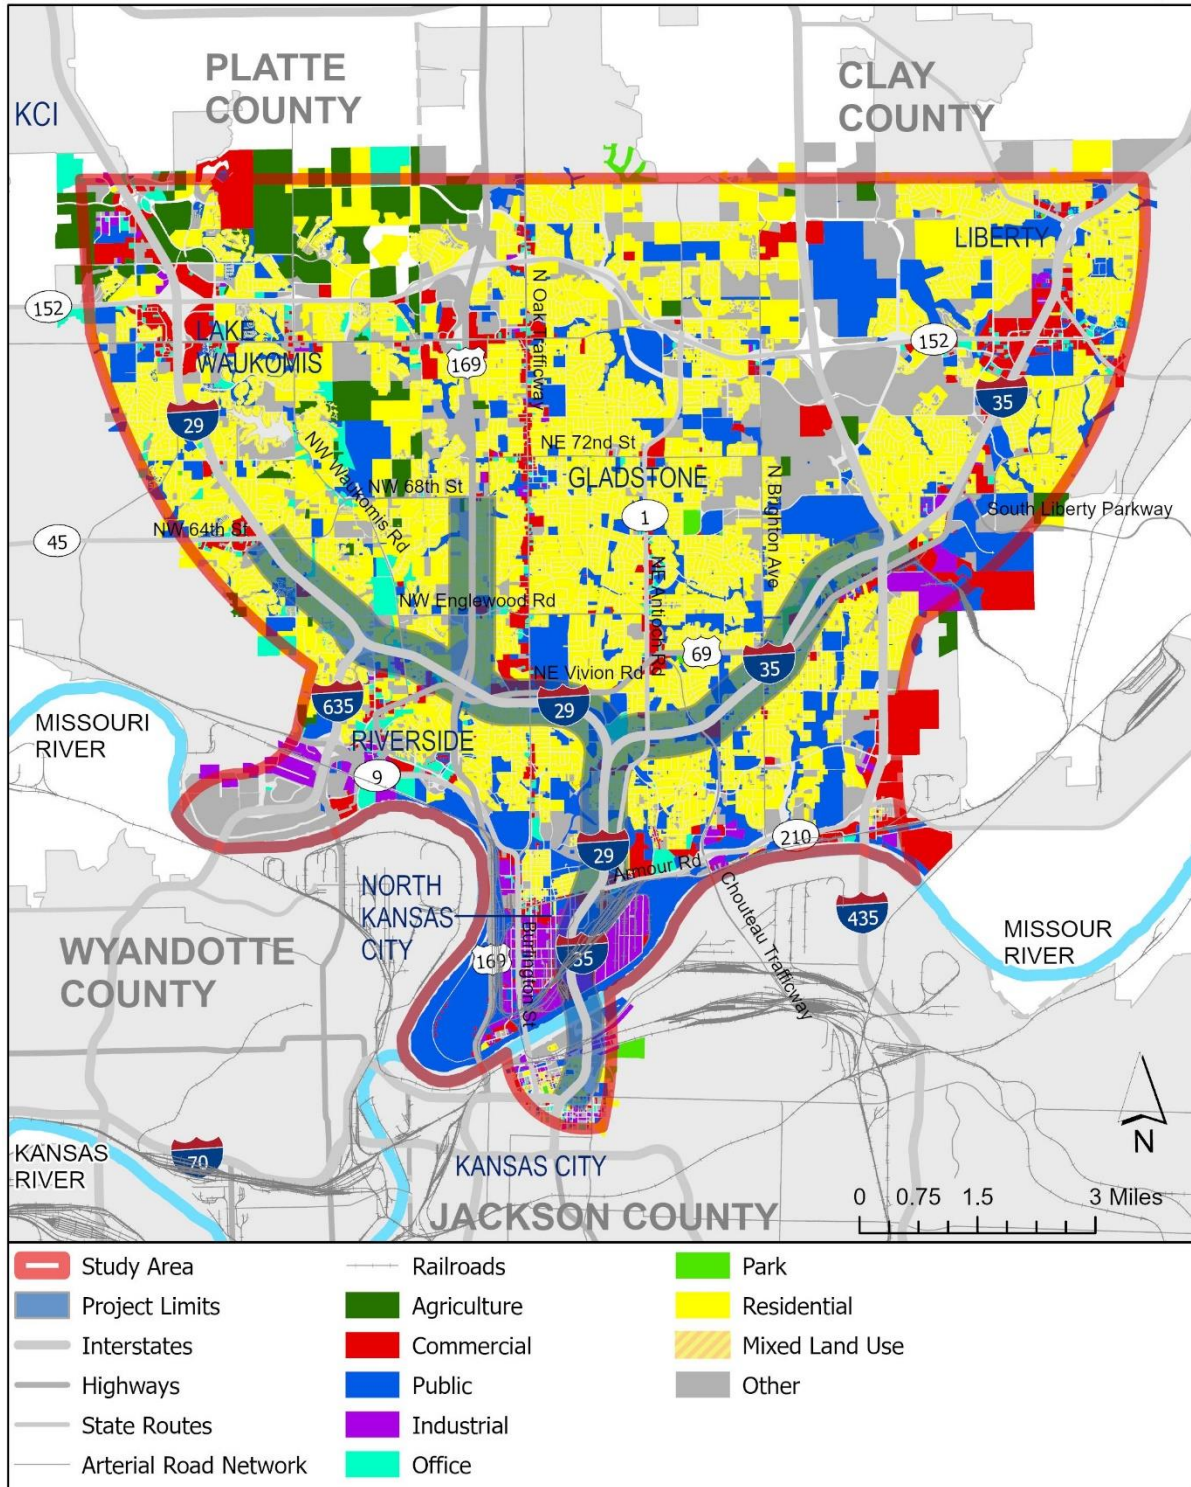 PLATTE
COUNTY
CLAY
COUNTY
KCI
LIBERTY
152
LAKE
WAUKOMIS
169
N Oak Trafficway
152
29
35
NE 72nd St
NW Waukomis Rd
NW 68th St
GLADSTONE
N Brighton Ave
South Liberty Parkway
1
45
NW 64th St
NW Englewood Rd
NE Antioch Rd
69
35
NE Vivion Rd
635
29
MISSOURI
RIVER
RIVERSIDE
9
210
29
Armour Rd
NORTH
KANSAS
CITY
Chouteau Trafficway
435
WYANDOTTE
COUNTY
169
Burlington St
35
MISSOUR
RIVER
N
KANSAS
RIVER
70
KANSAS CITY
0 0.75 1.5 3 Miles
JACKSON COUNTY
Study Area
Project Limits
Interstates
Highways
State Routes
Arterial Road Network
Railroads
Agriculture
Commercial
Public
Industrial
Office
Park
Residential
Mixed Land Use
Other